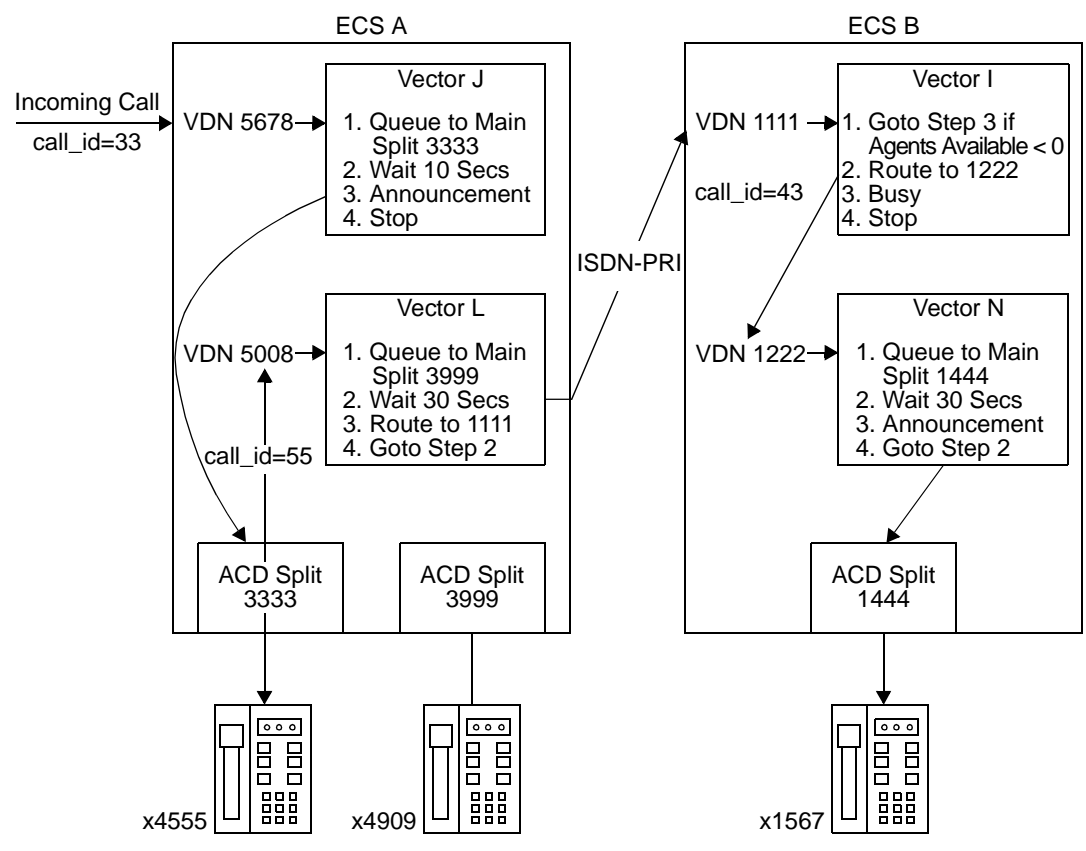 ECS A
ECS B
Incoming Call
call_id=33
VDN 5678
Vector J
1. Queue to Main
Split 3333
2. Wait 10 Secs
3. Announcement
4. Stop
VDN 5008
Vector L
1. Queue to Main
Split 3999
2. Wait 30 Secs
3. Route to 1111
4. Goto Step 2
call_id=55
ISDN-PRI
VDN 1111
Vector I
1. Goto Step 3 if
Agents Available < 0
2. Route to 1222
3. Busy
4. Stop
call_id=43
VDN 1222
Vector N
1. Queue to Main
Split 1444
2. Wait 30 Secs
3. Announcement
4. Goto Step 2
ACD Split
3333
ACD Split
3999
ACD Split
1444
x4555
x4909
x1567